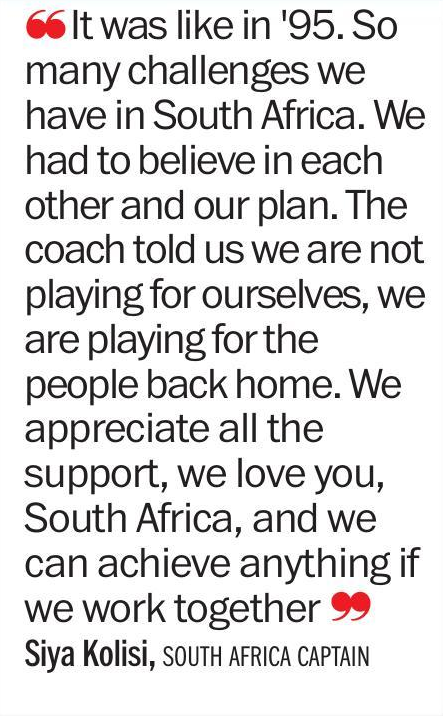 ❝ It was like in '95. So
many challenges we
have in South Africa. We
had to believe in each
other and our plan. The
coach told us we are not
playing for ourselves, we
are playing for the
people back home. We
appreciate all the
support, we love you,
South Africa, and we
can achieve anything if
we work together ❞
Siya Kolisi, SOUTH AFRICA CAPTAIN